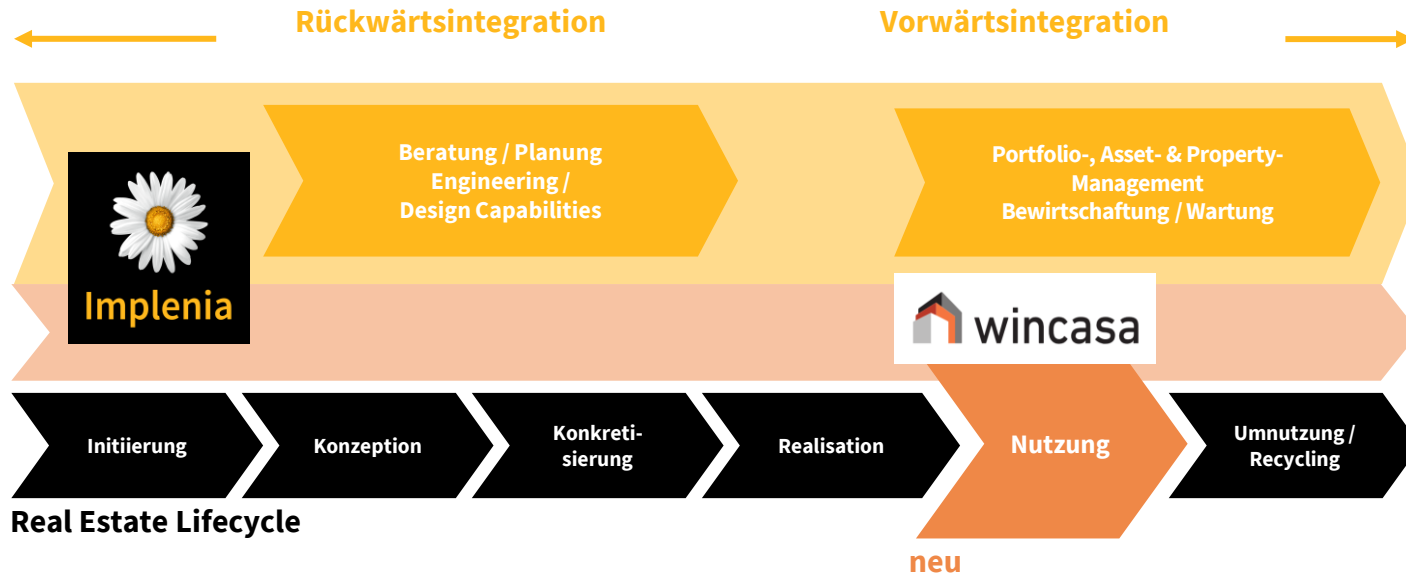 Rückwärtsintegration
Vorwärtsintegration
Beratung / Planung
Engineering /
Design Capabilities
Portfolio-, Asset- & Property-
Management
Bewirtschaftung / Wartung
Implenia
wincasa
Initiierung
Konzeption
Konkreti-
sierung
Realisation
Nutzung
Umnutzung /
Recycling
Real Estate Lifecycle
neu